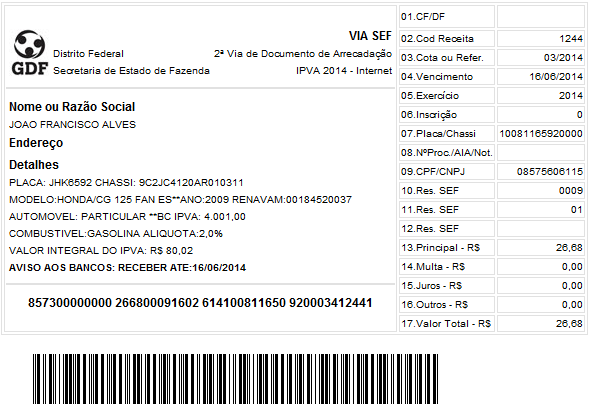 VIA SEF
GDF
Distrito Federal 2ª Via de Documento de Arrecadação
Secretaria de Estado de Fazenda IPVA 2014 - Internet
Nome ou Razão Social
JOAO FRANCISCO ALVES
Endereço
Detalhes
PLACA: JHK6592 CHASSI: 9C2JC4120AR010311
MODELO:HONDA/CG 125 FAN ES**ANO:2009 RENAVAM:00184520037
AUTOMOVEL: PARTICULAR **BC IPVA: 4.001,00
COMBUSTIVEL:GASOLINA ALIQUOTA:2,0%
VALOR INTEGRAL DO IPVA: R$ 80,02
AVISO AOS BANCOS: RECEBER ATE:16/06/2014
857300000000 266800091602 614100811650 920003412441
01.CF/DF
02.Cod Receita 1244
03.Cota ou Refer. 03/2014
04.Vencimento 16/06/2014
05.Exercício 2014
06.Inscrição 0
07.Placa/Chassi 10081165920000
08.NºProc./AIA/Not.
09.CPF/CNPJ 08575606115
10.Res. SEF 0009
11.Res. SEF 01
12.Res. SEF
13.Principal - R$ 26,68
14.Multa - R$ 0,00
15.Juros - R$ 0,00
16.Outros - R$ 0,00
17.Valor Total - R$ 26,68